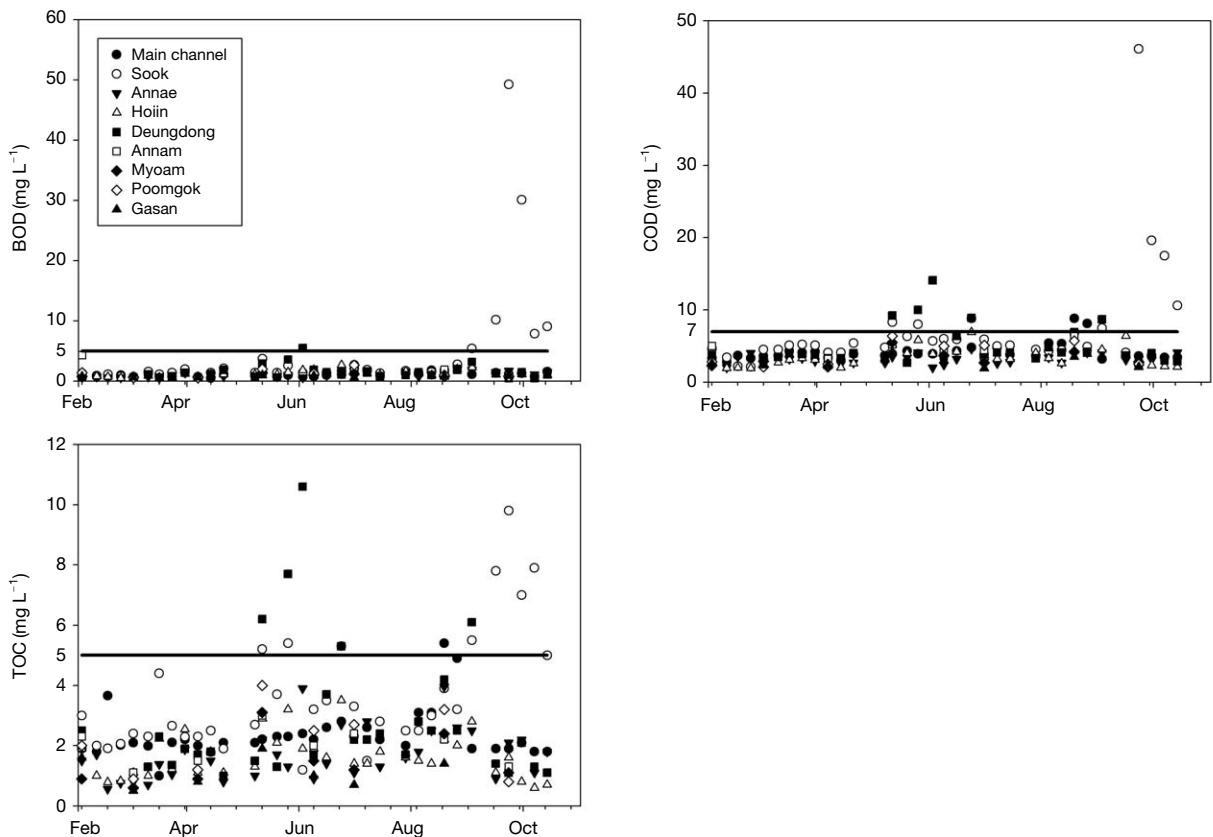 BOD (mg L⁻¹)
60
50
40
30
20
10
5
0
Main channel
Sook
Annae
Hoiin
Deungdong
Annam
Myoam
Poomgok
Gasan
Feb Apr Jun Aug Oct
COD (mg L⁻¹)
50
40
30
20
10
7
0
Feb Apr Jun Aug Oct
TOC (mg L⁻¹)
12
10
8
6
5
4
2
0
Feb Apr Jun Aug Oct